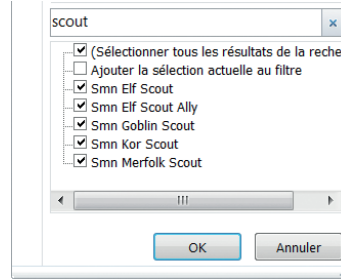 scout
(Sélectionner tous les résultats de la reche
Ajouter la sélection actuelle au filtre
Smn Elf Scout
Smn Elf Scout Ally
Smn Goblin Scout
Smn Kor Scout
Smn Merfolk Scout
OK Annuler